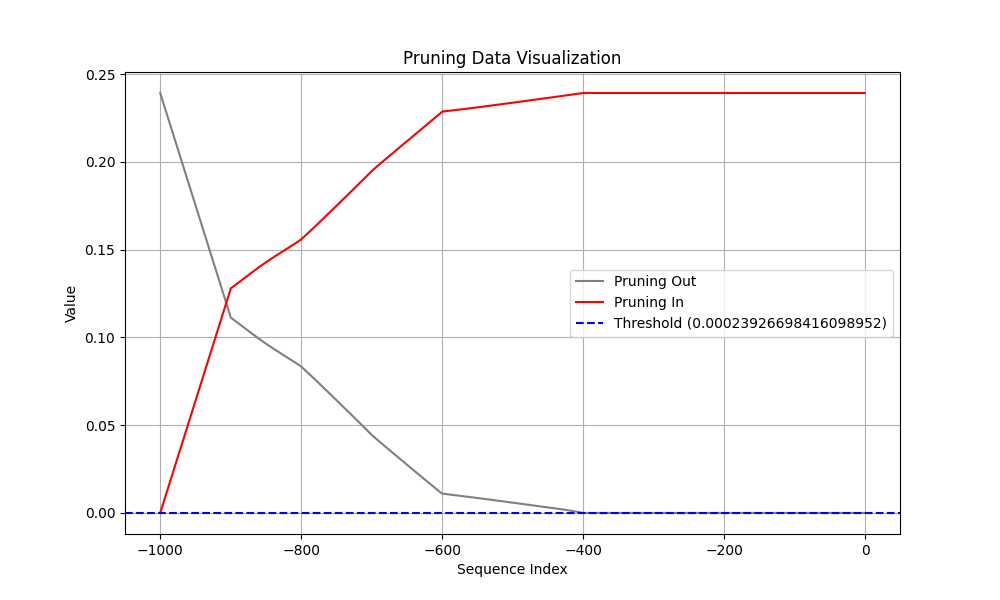 Pruning Data Visualization
0.25
0.20
0.15
0.10
0.05
0.00
Value
Pruning Out
Pruning In
Threshold (0.00023926698416098952)
−1000
−800
−600
−400
−200
0
Sequence Index